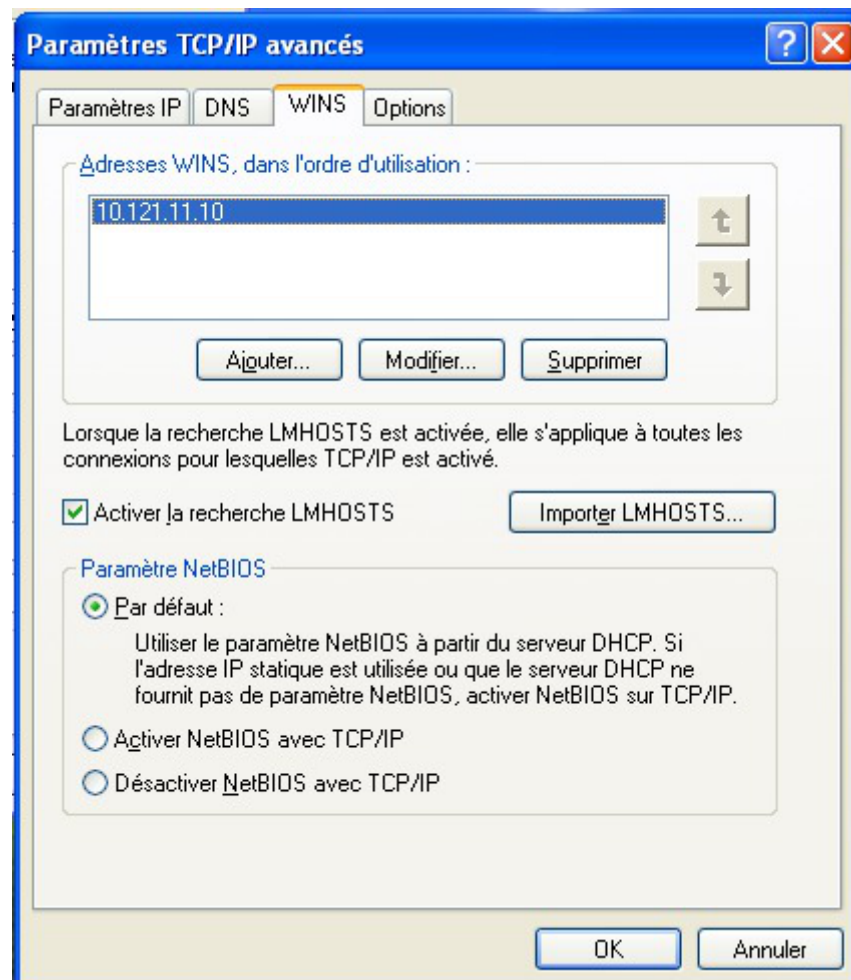 Paramètres TCP/IP avancés
Paramètres IP
DNS
WINS
Options
Adresses WINS, dans l'ordre d'utilisation :
10.121.11.10
Ajouter...
Modifier...
Supprimer
Lorsque la recherche LMHOSTS est activée, elle s'applique à toutes les
connexions pour lesquelles TCP/IP est activé.
Activer la recherche LMHOSTS
Importer LMHOSTS...
Paramètre NetBIOS
Par défaut :
Utiliser le paramètre NetBIOS à partir du serveur DHCP. Si
l'adresse IP statique est utilisée ou que le serveur DHCP ne
fournit pas de paramètre NetBIOS, activer NetBIOS sur TCP/IP.
Activer NetBIOS avec TCP/IP
Désactiver NetBIOS avec TCP/IP
OK
Annuler